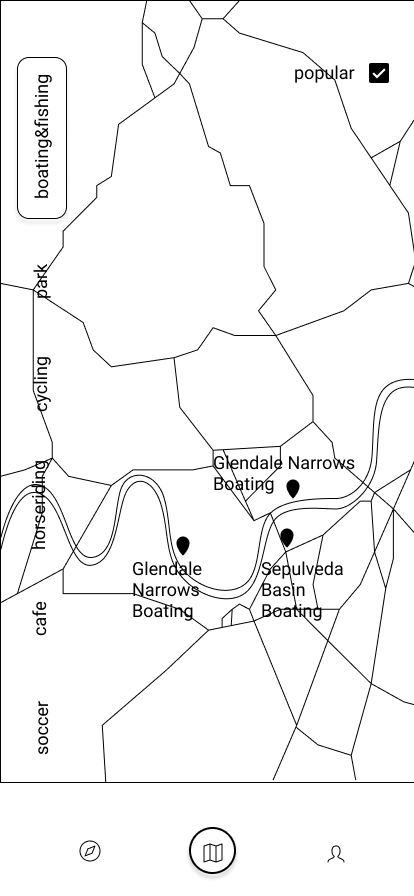 popular
boating&fishing
park
cycling
horseriding
cafe
soccer
Glendale Narrows
Boating
Glendale
Narrows
Boating
Sepulveda
Basin
Boating